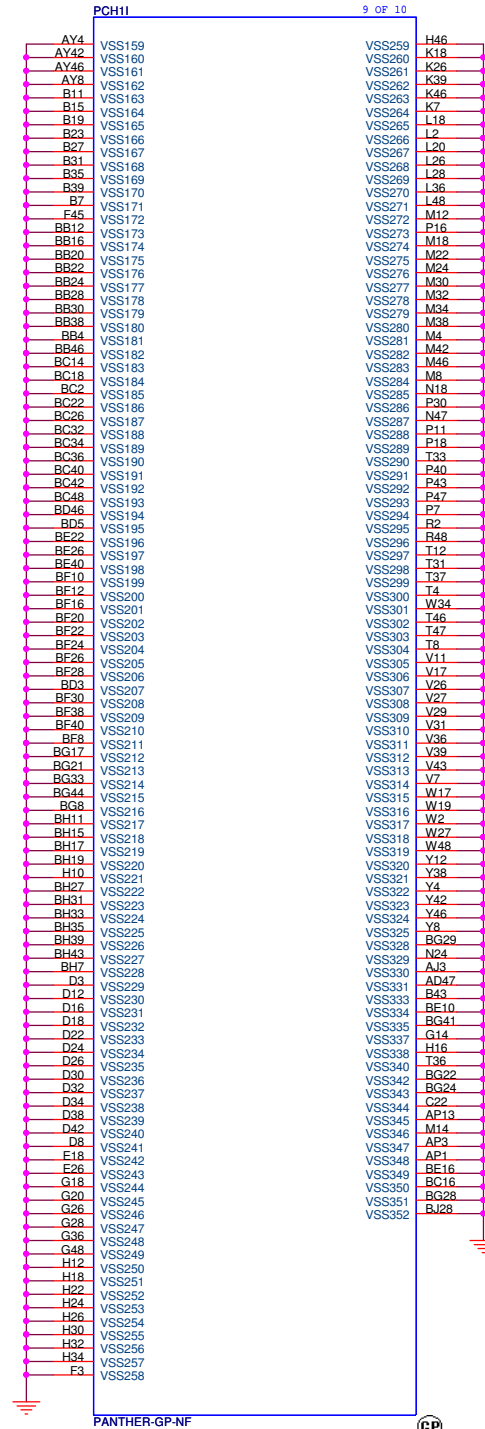 PCH1I
9 OF 10
AY4 VSS159
AY42 VSS160
AY46 VSS161
AY8 VSS162
B11 VSS163
B15 VSS164
B19 VSS165
B23 VSS166
B27 VSS167
B31 VSS168
B35 VSS169
B39 VSS170
B7 VSS171
F45 VSS172
BB12 VSS173
BB16 VSS174
BB20 VSS175
BB22 VSS176
BB24 VSS177
BB28 VSS178
BB30 VSS179
BB38 VSS180
BB4 VSS181
BB46 VSS182
BC14 VSS183
BC18 VSS184
BC2 VSS185
BC22 VSS186
BC26 VSS187
BC32 VSS188
BC34 VSS189
BC36 VSS190
BC40 VSS191
BC42 VSS192
BC48 VSS193
BD46 VSS194
BD5 VSS195
BE22 VSS196
BE26 VSS197
BE40 VSS198
BF10 VSS199
BF12 VSS200
BF16 VSS201
BF20 VSS202
BF22 VSS203
BF24 VSS204
BF26 VSS205
BF28 VSS206
BD3 VSS207
BF30 VSS208
BF38 VSS209
BF40 VSS210
BF8 VSS211
BG17 VSS212
BG21 VSS213
BG33 VSS214
BG44 VSS215
BG8 VSS216
BH11 VSS217
BH15 VSS218
BH17 VSS219
BH19 VSS220
H10 VSS221
BH27 VSS222
BH31 VSS223
BH33 VSS224
BH35 VSS225
BH39 VSS226
BH43 VSS227
BH7 VSS228
D3 VSS229
D12 VSS230
D16 VSS231
D18 VSS232
D22 VSS233
D24 VSS234
D26 VSS235
D30 VSS236
D32 VSS237
D34 VSS238
D38 VSS239
D42 VSS240
D8 VSS241
E18 VSS242
E26 VSS243
G18 VSS244
G20 VSS245
G26 VSS246
G28 VSS247
G36 VSS248
G48 VSS249
H12 VSS250
H18 VSS251
H22 VSS252
H24 VSS253
H26 VSS254
H30 VSS255
H32 VSS256
H34 VSS257
F3 VSS258
VSS259 H46
VSS260 K18
VSS261 K26
VSS262 K39
VSS263 K46
VSS264 K7
VSS265 L18
VSS266 L2
VSS267 L20
VSS268 L26
VSS269 L28
VSS270 L36
VSS271 L48
VSS272 M12
VSS273 P16
VSS274 M18
VSS275 M22
VSS276 M24
VSS277 M30
VSS278 M32
VSS279 M34
VSS280 M38
VSS281 M4
VSS282 M42
VSS283 M46
VSS284 M8
VSS285 N18
VSS286 P30
VSS287 N47
VSS288 P11
VSS289 P18
VSS290 T33
VSS291 P40
VSS292 P43
VSS293 P47
VSS294 P7
VSS295 R2
VSS296 R48
VSS297 T12
VSS298 T31
VSS299 T37
VSS300 T4
VSS301 W34
VSS302 T46
VSS303 T47
VSS304 T8
VSS305 V11
VSS306 V17
VSS307 V26
VSS308 V27
VSS309 V29
VSS310 V31
VSS311 V36
VSS312 V39
VSS313 V43
VSS314 V7
VSS315 W17
VSS316 W19
VSS317 W2
VSS318 W27
VSS319 W48
VSS320 Y12
VSS321 Y38
VSS322 Y4
VSS323 Y42
VSS324 Y46
VSS325 Y8
VSS328 BG29
VSS329 N24
VSS330 AJ3
VSS331 AD47
VSS333 B43
VSS334 BE10
VSS335 BG41
VSS337 G14
VSS338 H16
VSS340 T36
VSS342 BG22
VSS343 BG24
VSS344 C22
VSS345 AP13
VSS346 M14
VSS347 AP3
VSS348 AP1
VSS349 BE16
VSS350 BC16
VSS351 BG28
VSS352 BJ28
PANTHER-GP-NF
GP